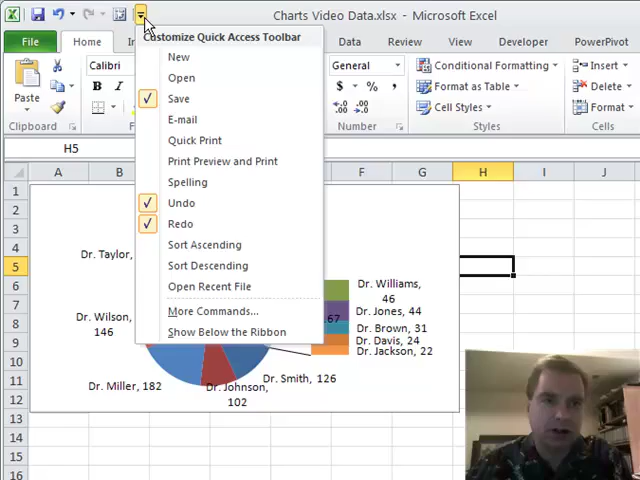 Charts Video Data.xlsx - Microsoft Excel
File
Home
Data
Review
View
Developer
PowerPivot
Customize Quick Access Toolbar
New
Open
Save
E-mail
Quick Print
Print Preview and Print
Spelling
Undo
Redo
Sort Ascending
Sort Descending
Open Recent File
More Commands...
Show Below the Ribbon
Paste
Calibri
B
Clipboard
General
$ % ,
Number
Conditional Formatting
Format as Table
Cell Styles
Styles
Insert
Delete
Format
Cells
H5
A B F G H I J
1
2
3
4
5
6
7
8
9
10
11
12
13
14
15
16
Dr. Taylor,
Dr. Wilson,
146
Dr. Miller, 182
Dr. Johnson,
102
Dr. Smith, 126
67
Dr. Williams,
46
Dr. Jones, 44
Dr. Brown, 31
Dr. Davis, 24
Dr. Jackson, 22